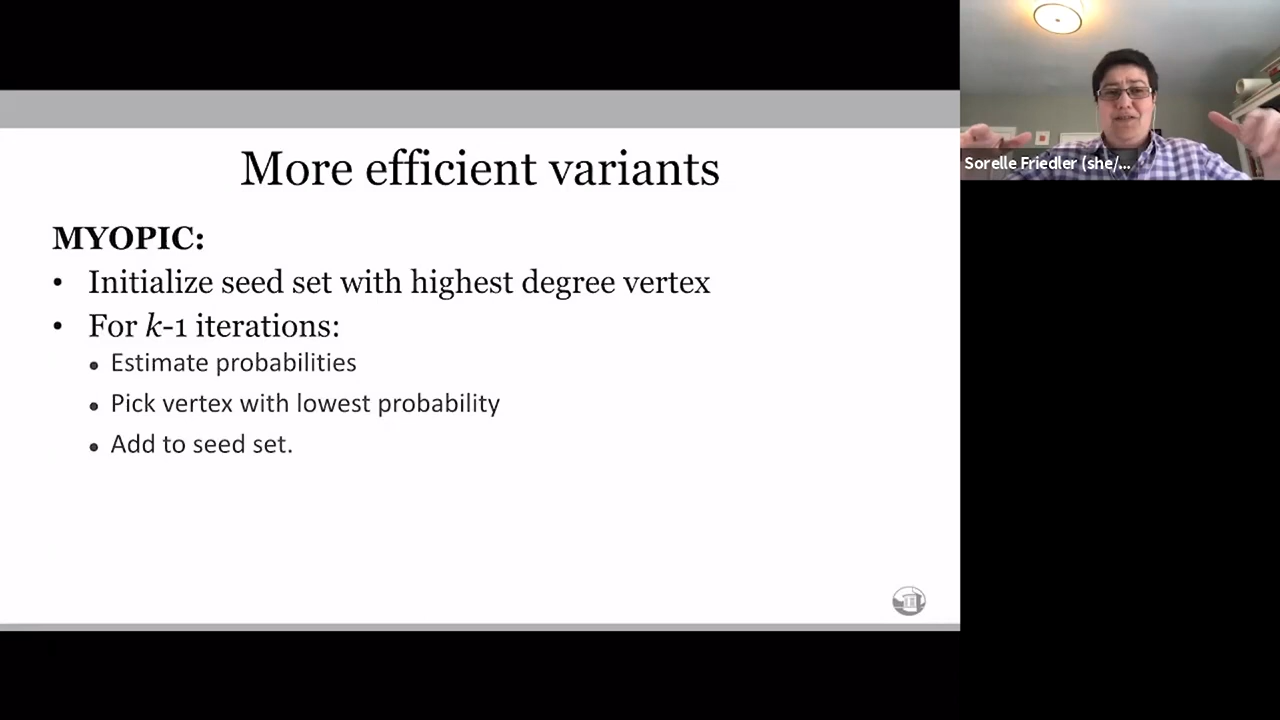 More efficient variants
MYOPIC:
• Initialize seed set with highest degree vertex
• For k-1 iterations:
• Estimate probabilities
• Pick vertex with lowest probability
• Add to seed set.
Sorelle Friedler (she/...